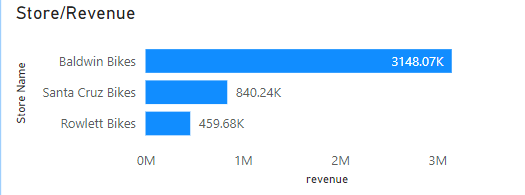 Store/Revenue
Store Name
Baldwin Bikes 3148.07K
Santa Cruz Bikes 840.24K
Rowlett Bikes 459.68K
0M 1M 2M 3M
revenue